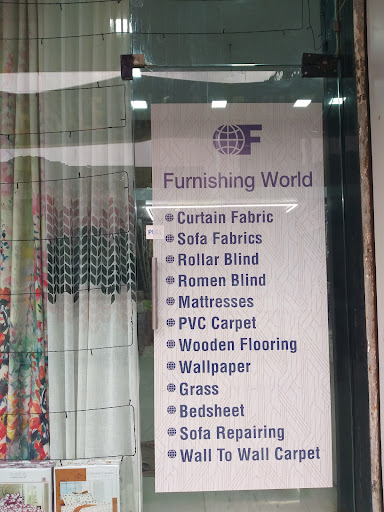 F
Furnishing World
Curtain Fabric
Sofa Fabrics
Rollar Blind
Romen Blind
Mattresses
PVC Carpet
Wooden Flooring
Wallpaper
Grass
Bedsheet
Sofa Repairing
Wall To Wall Carpet